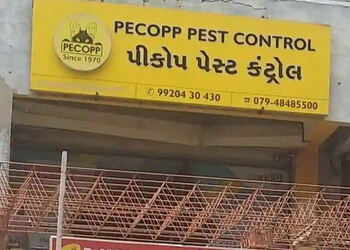 PECOPP PEST CONTROL
PECOPP
Since 1970
પીકોપ પેસ્ટ કંટ્રોલ
99204 30 430
079-48485500